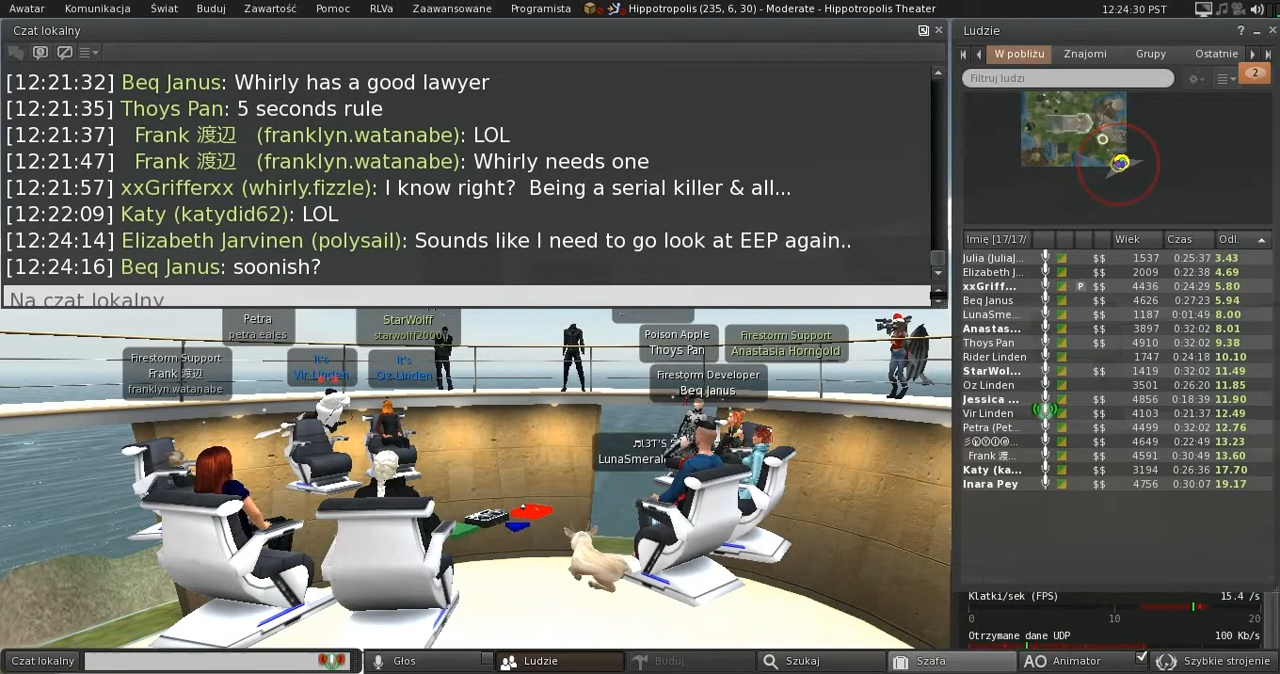 Awatar Komunikacja Świat Buduj Zawartość Pomoc RLVa Zaawansowane Programista Hippotropolis (235, 6, 30) - Moderate - Hippotropolis Theater 12:24:30 PST
Czat lokalny
[12:21:32] Beq Janus: Whirly has a good lawyer
[12:21:35] Thoys Pan: 5 seconds rule
[12:21:37] Frank 渡辺 (franklyn.watanabe): LOL
[12:21:47] Frank 渡辺 (franklyn.watanabe): Whirly needs one
[12:21:57] xxGrifferxx (whirly.fizzle): I know right? Being a serial killer & all...
[12:22:09] Katy (katydid62): LOL
[12:24:14] Elizabeth Jarvinen (polysail): Sounds like I need to go look at EEP again..
[12:24:16] Beq Janus: soonish?
Na czat lokalny
Petra
petra eales
StarWolff
starwolff20007
Firestorm Support
Frank 渡辺
franklyn watanabe
It's
Vir Linden
It's
Oz Linden
Poison Apple
Thoys Pan
Firestorm Support
Anastasia Horngold
Firestorm Developer
Beq Janus
LunaSmeral
Ludzie
W pobliżu Znajomi Grupy Ostatnie
Filtruj ludzi
2
Imię [17/17/ Wiek Czas Odl.
Julia (JuliaJ... $$ 1537 0:25:37 3.43
Elizabeth J... $$ 2009 0:22:38 4.69
xxGriff... P $$ 4436 0:24:29 5.80
Beq Janus $$ 4626 0:27:23 5.94
LunaSme... $$ 1187 0:01:49 8.00
Anastas... $$ 3897 0:32:02 8.01
Thoys Pan $$ 4910 0:32:02 9.38
Rider Linden 1747 0:24:18 10.10
StarWol... $$ 1419 0:32:02 11.49
Oz Linden 3501 0:26:20 11.85
Jessica ... $$ 4856 0:18:39 11.90
Vir Linden 4103 0:21:37 12.49
Petra (Pet... $$ 4499 0:32:02 12.76
$$ 4649 0:22:49 13.23
Frank 渡... $$ 4591 0:30:49 13.60
Katy (ka... $$ 3194 0:26:36 17.70
Inara Pey $$ 4756 0:30:07 19.17
Klatki/sek (FPS) 15.4 /s
0 10 20
Otrzymane dane UDP 100 Kb/s
Czat lokalny Głos Ludzie Buduj Szukaj Szafa AO Animator Szybkie strojenie